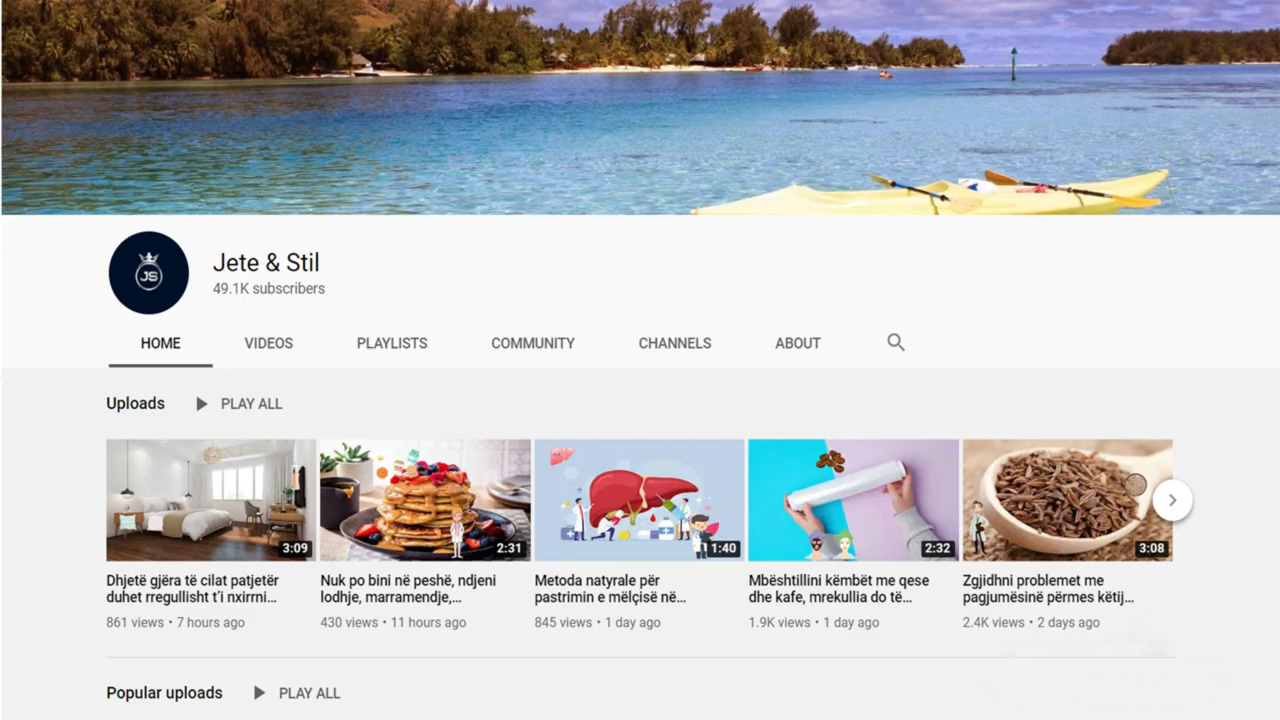 JS
Jete & Stil
49.1K subscribers
HOME VIDEOS PLAYLISTS COMMUNITY CHANNELS ABOUT
Uploads PLAY ALL
3:09 2:31 1:40 2:32 3:08
Dhjetë gjëra të cilat patjetër Nuk po bini në peshë, ndjeni Metoda natyrale për Mbështillini këmbët me qese Zgjidhni problemet me
duhet rregullisht t'i nxirrni... lodhje, marramendje,... pastrimin e mëlçisë në... dhe kafe, mrekullia do të... pagjumësinë përmes këtij...
861 views • 7 hours ago 430 views • 11 hours ago 845 views • 1 day ago 1.9K views • 1 day ago 2.4K views • 2 days ago
Popular uploads PLAY ALL